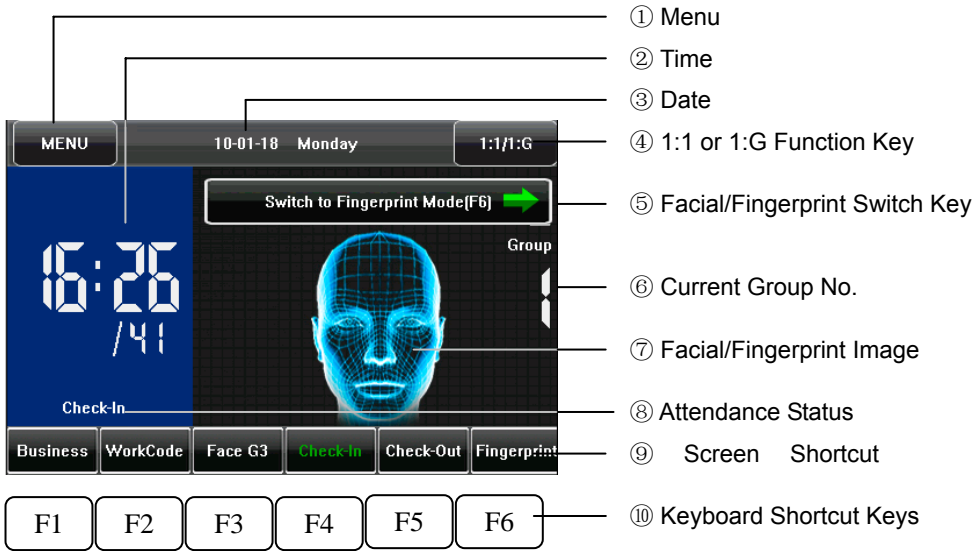 ① Menu
② Time
③ Date
MENU 10-01-18 Monday 1:1/1:G
④ 1:1 or 1:G Function Key
Switch to Fingerprint Mode(F6)
⑤ Facial/Fingerprint Switch Key
Group
16:26
/41
1
⑥ Current Group No.
⑦ Facial/Fingerprint Image
Check-In
⑧ Attendance Status
Business WorkCode Face G3 Check-In Check-Out Fingerprint
⑨ Screen Shortcut
F1 F2 F3 F4 F5 F6
⑩ Keyboard Shortcut Keys